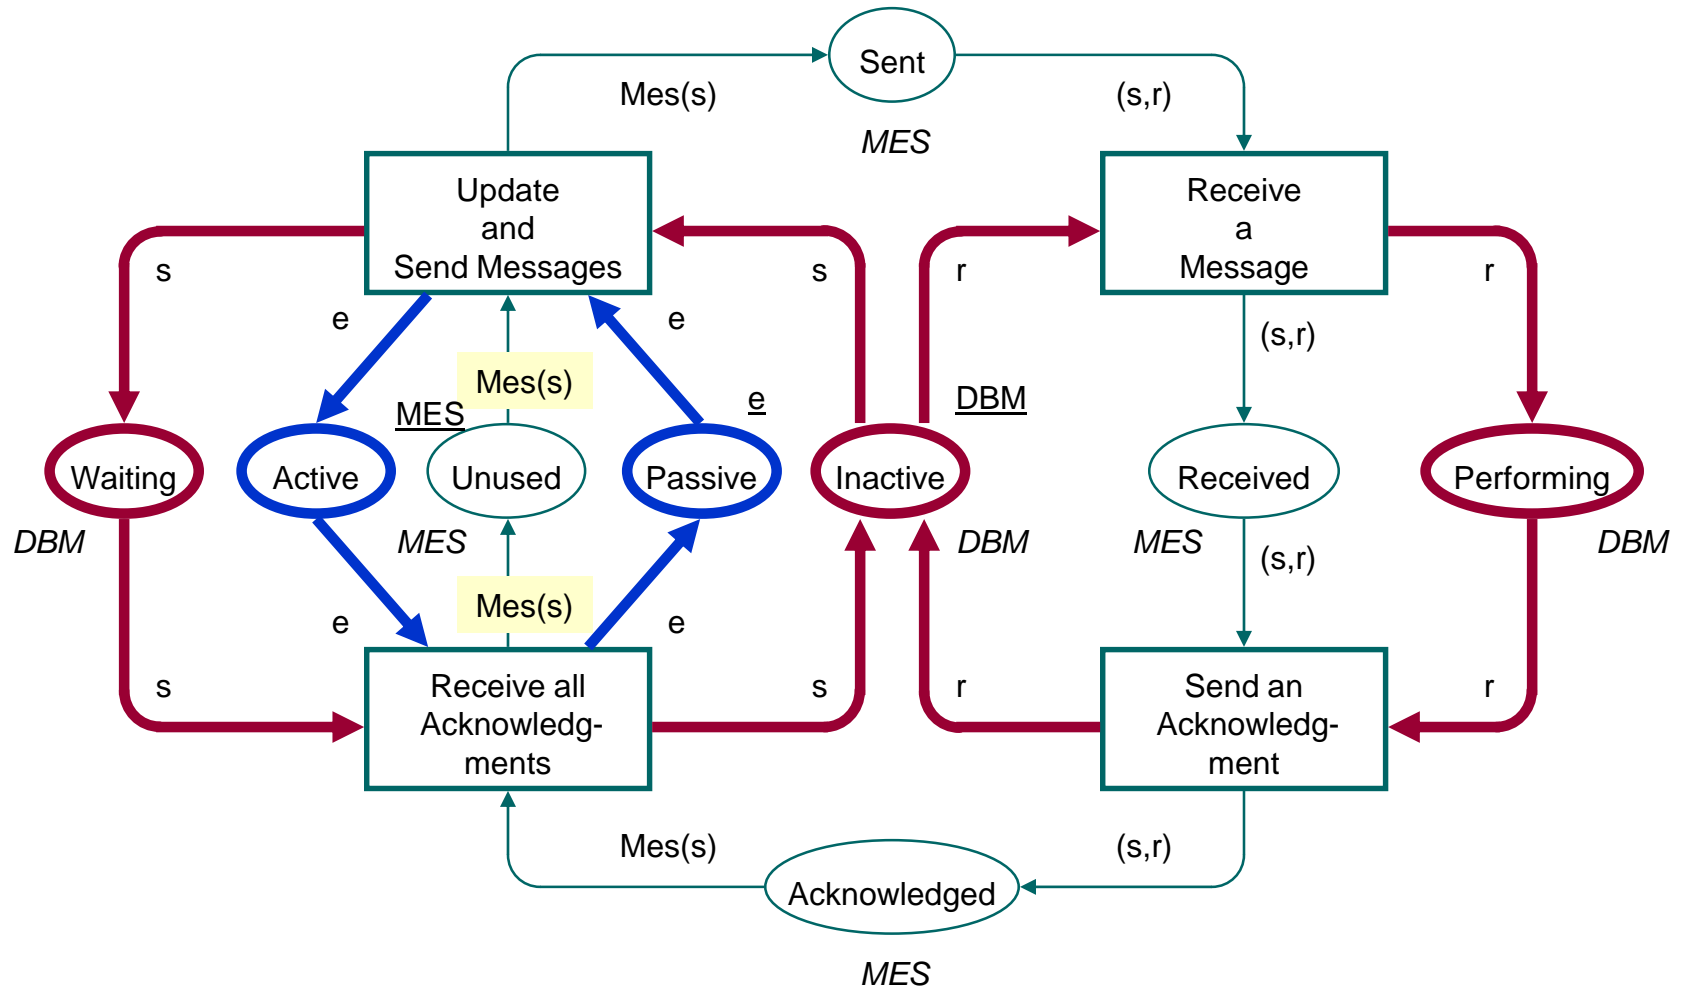 Sent
Mes(s)
(s,r)
MES
Update
and
Send Messages
Receive
a
Message
s
s
r
r
e
e
(s,r)
Mes(s)
MES
e
DBM
Waiting
Active
Unused
Passive
Inactive
Received
Performing
DBM
MES
DBM
MES
DBM
(s,r)
Mes(s)
e
e
s
s
r
r
Receive all
Acknowledg-
ments
Send an
Acknowledg-
ment
Mes(s)
(s,r)
Acknowledged
MES